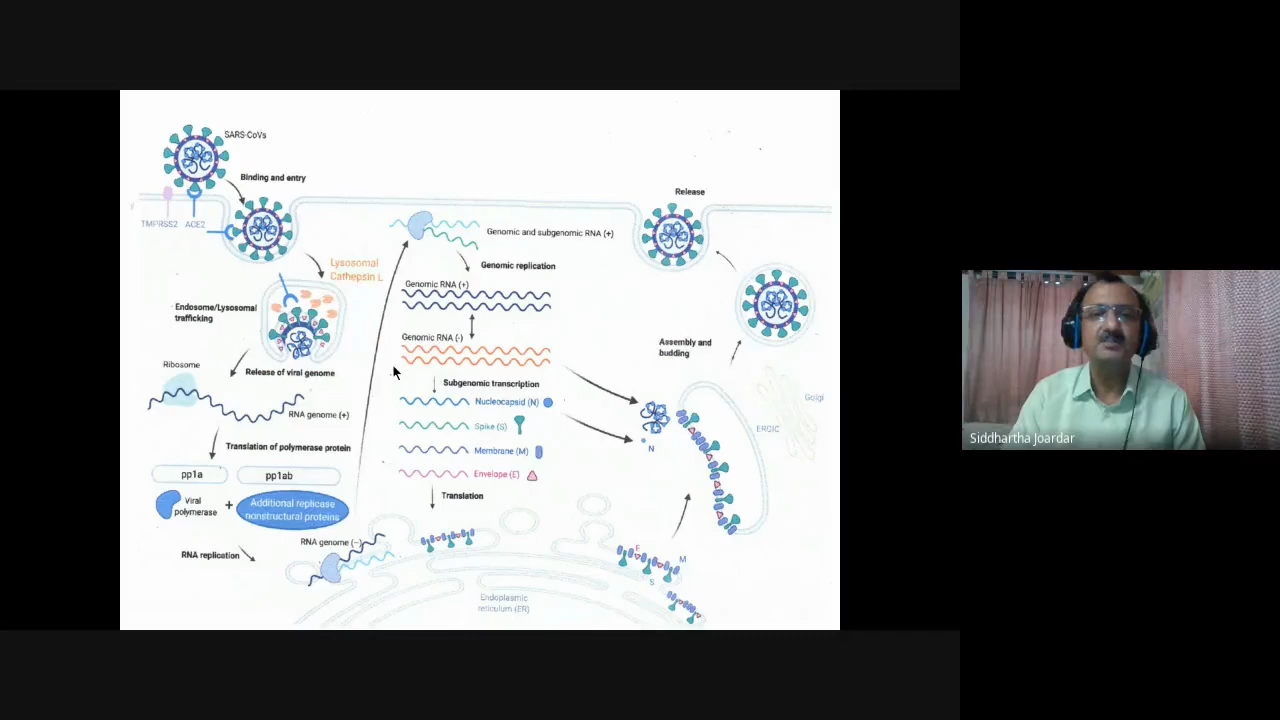 SARS-CoVs
Binding and entry
TMPRSS2
ACE2
Lysosomal
Cathepsin L
Endosome/Lysosomal
trafficking
Ribosome
Release of viral genome
RNA genome (+)
Translation of polymerase protein
pp1a
pp1ab
Viral
polymerase
+
Additional replicase
nonstructural proteins
RNA replication
RNA genome (−)
Genomic and subgenomic RNA (+)
Genomic replication
Genomic RNA (+)
Genomic RNA (-)
Subgenomic transcription
Nucleocapsid (N)
Spike (S)
Membrane (M)
Envelope (E)
Translation
Endoplasmic
reticulum (ER)
E
M
S
N
ERGIC
Golgi
Assembly and
budding
Release
Siddhartha Joardar